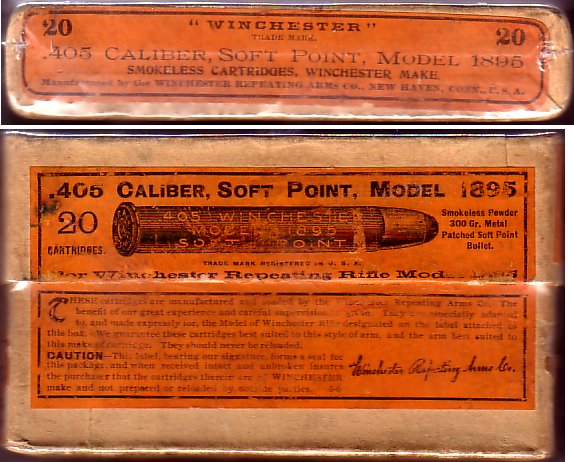 20 "WINCHESTER" 20
TRADE MARK.
.405 CALIBER, SOFT POINT, MODEL 1895
SMOKELESS CARTRIDGES, WINCHESTER MAKE.
Manufactured by the WINCHESTER REPEATING ARMS CO., NEW HAVEN, CONN., U. S. A.
.405 CALIBER, SOFT POINT, MODEL 1895
20
CARTRIDGES.
405 WINCHESTER
MODEL 1895
SOFT POINT
Smokeless Powder
300 Gr. Metal
Patched Soft Point
Bullet.
TRADE MARK REGISTERED IN U. S. A.
For Winchester Repeating Rifle Mod
THESE cartridges are manufactured and loaded by the Repeating Arms Co. The
benefit of our great experience and careful supervision is They are specially adapted
to, and made expressly for, the Model of Winchester Rifle designated on the label attached to
this box. We guarantee these cartridges best suited to this style of arm, and the arm best suited to
this make of cartridge. They should never be reloaded.
CAUTION—This label, bearing our signature, forms a seal for
this package, and when received intact and unbroken insures
the purchaser that the cartridges therein are of WINCHESTER
make and not prepared or reloaded by outside parties. 6-6
Winchester Repeating Arms Co.